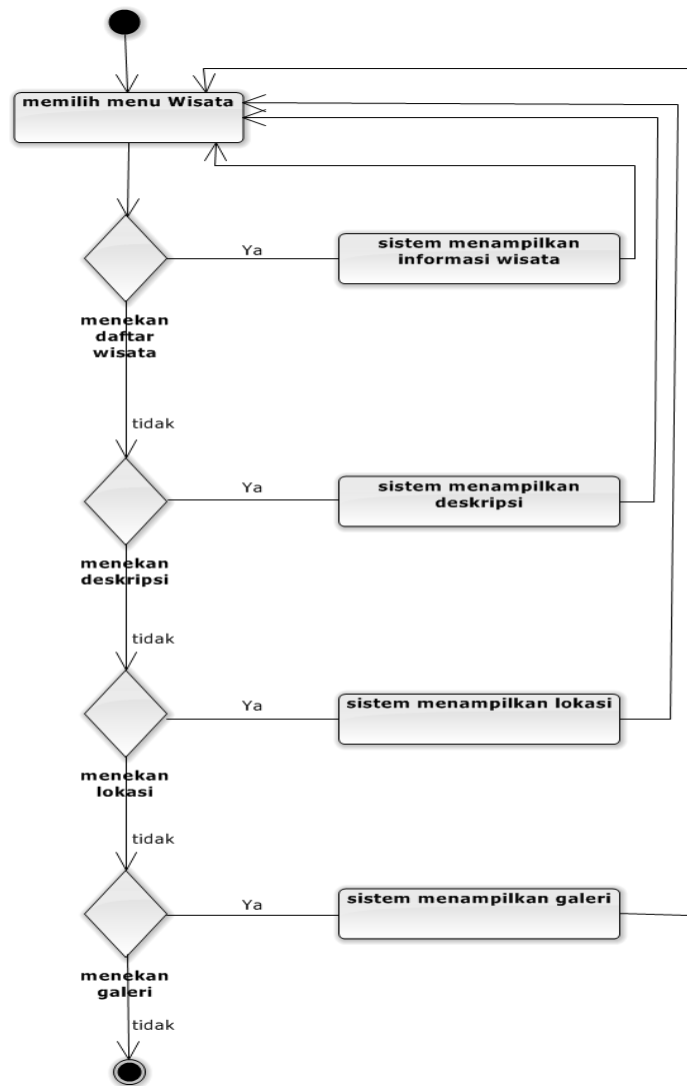 memilih menu Wisata
Ya
sistem menampilkan
informasi wisata
menekan
daftar
wisata
tidak
Ya
sistem menampilkan
deskripsi
menekan
deskripsi
tidak
Ya
sistem menampilkan lokasi
menekan
lokasi
tidak
Ya
sistem menampilkan galeri
menekan
galeri
tidak